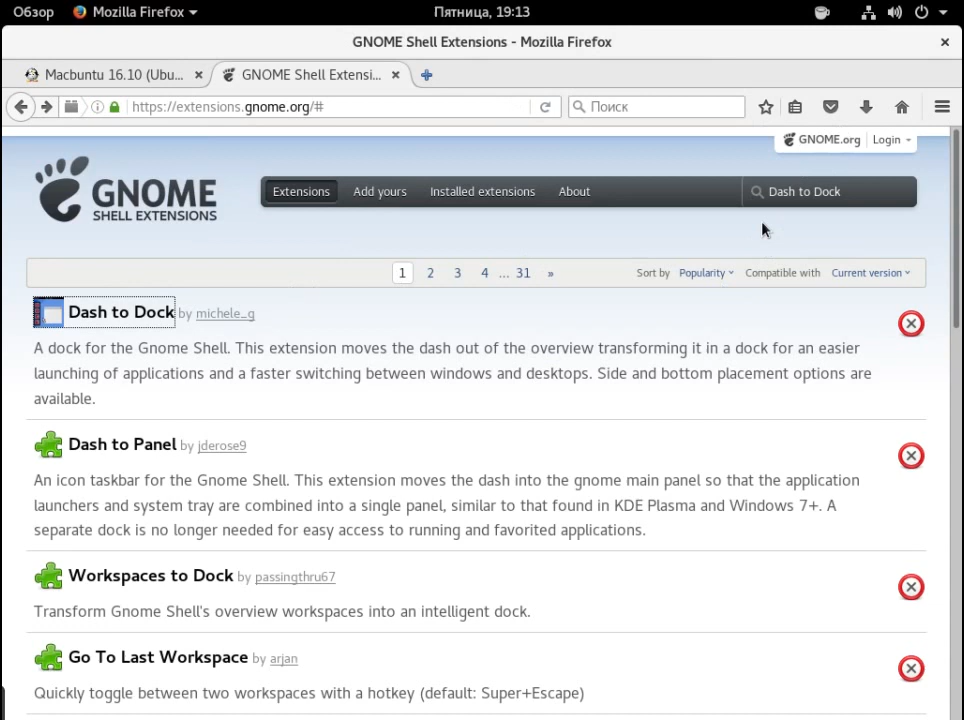 Обзор Mozilla Firefox Пятница, 19:13
GNOME Shell Extensions - Mozilla Firefox
Macbuntu 16.10 (Ubu... GNOME Shell Extensi...
https://extensions.gnome.org/# Поиск
GNOME.org Login
GNOME
SHELL EXTENSIONS
Extensions Add yours Installed extensions About Dash to Dock
1 2 3 4 ... 31 » Sort by Popularity Compatible with Current version
Dash to Dock by michele_g
A dock for the Gnome Shell. This extension moves the dash out of the overview transforming it in a dock for an easier
launching of applications and a faster switching between windows and desktops. Side and bottom placement options are
available.
Dash to Panel by jderose9
An icon taskbar for the Gnome Shell. This extension moves the dash into the gnome main panel so that the application
launchers and system tray are combined into a single panel, similar to that found in KDE Plasma and Windows 7+. A
separate dock is no longer needed for easy access to running and favorited applications.
Workspaces to Dock by passingthru67
Transform Gnome Shell's overview workspaces into an intelligent dock.
Go To Last Workspace by arjan
Quickly toggle between two workspaces with a hotkey (default: Super+Escape)